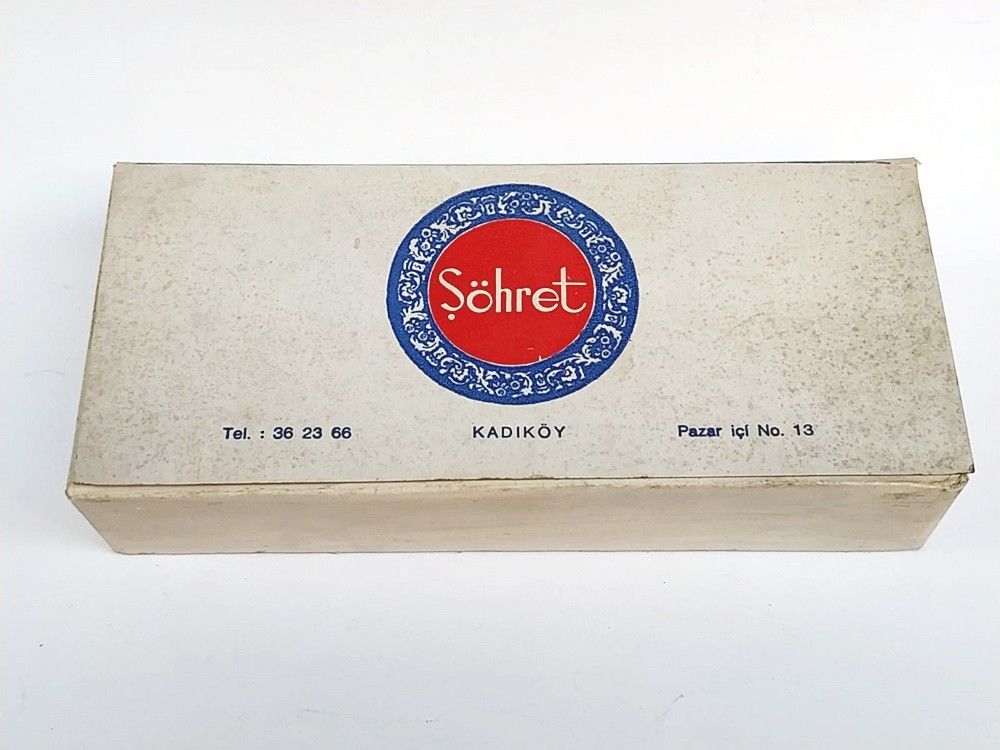 Şöhret
Tel. : 36 23 66 KADIKÖY Pazar içi No. 13